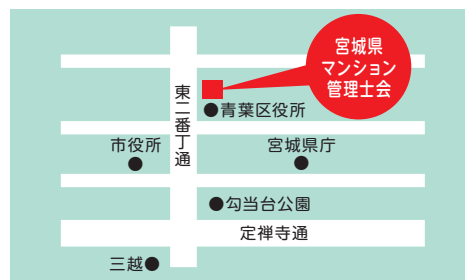 宮城県
マンション
管理士会
東二番丁通
●青葉区役所
市役所
宮城県庁
●勾当台公園
定禅寺通
三越●